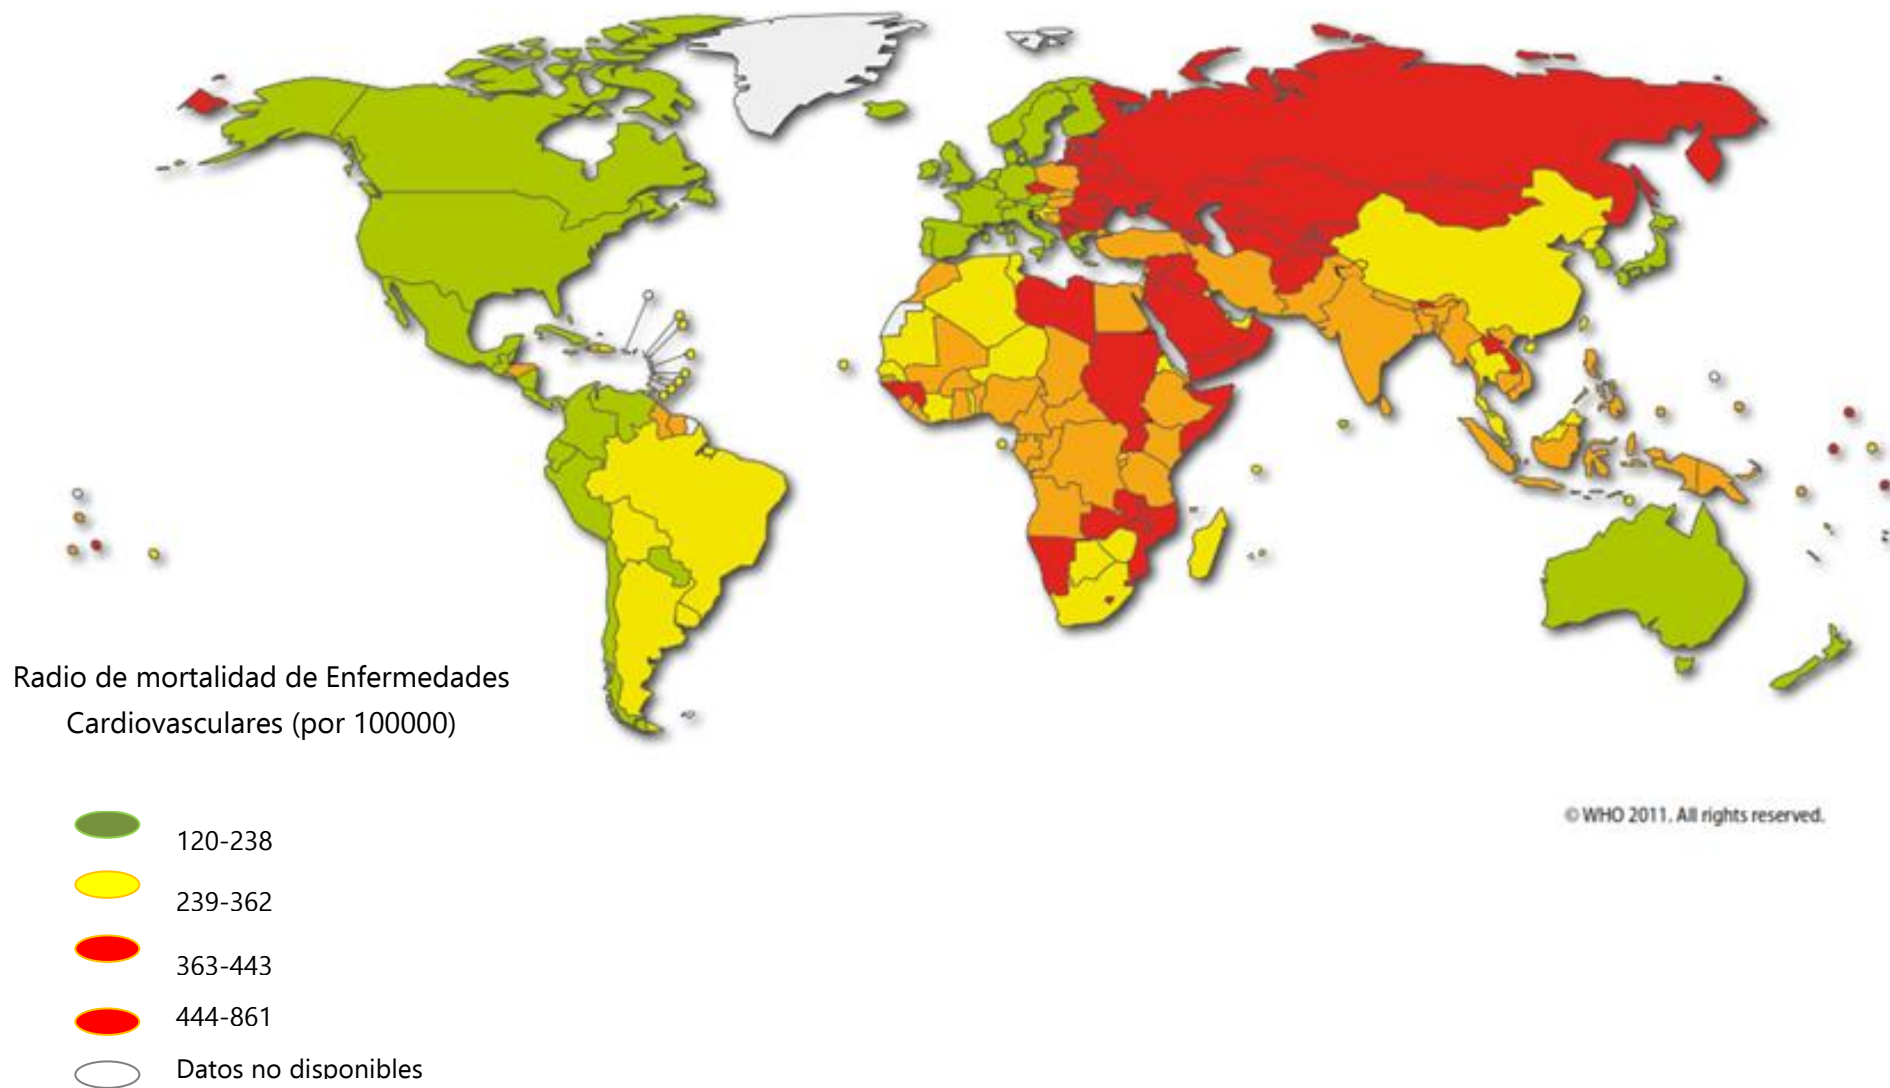 Radio de mortalidad de Enfermedades
Cardiovasculares (por 100000)
© WHO 2011. All rights reserved.
120-238
239-362
363-443
444-861
Datos no disponibles